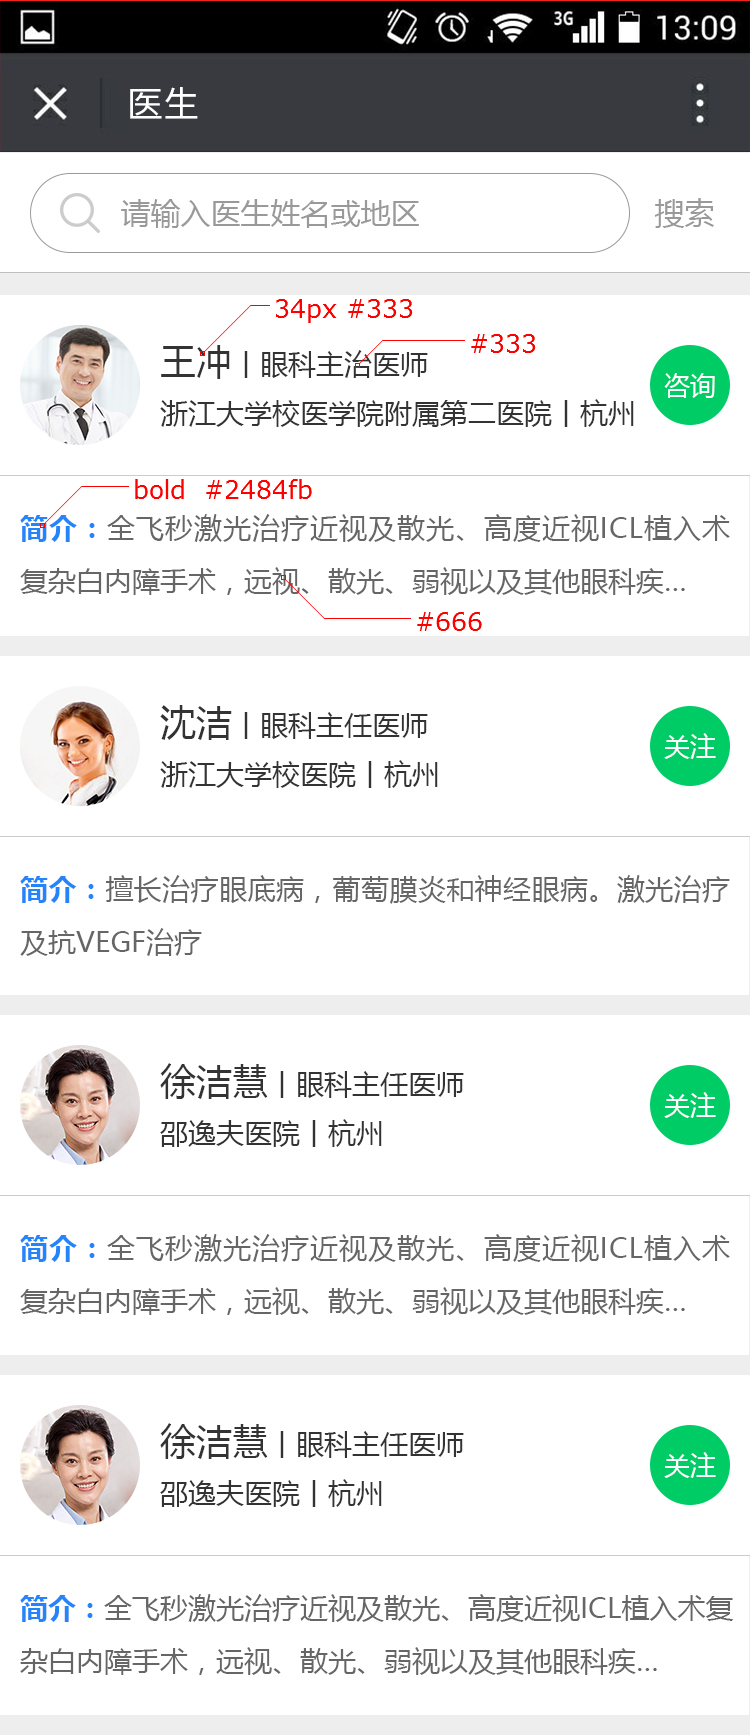 3G 13:09
医生
请输入医生姓名或地区 搜索
34px #333
#333
王冲 | 眼科主治医师
咨询
浙江大学校医学院附属第二医院 | 杭州
bold #2484fb
简介：全飞秒激光治疗近视及散光、高度近视ICL植入术
复杂白内障手术，远视、散光、弱视以及其他眼科疾...
#666
沈洁 | 眼科主任医师
关注
浙江大学校医院 | 杭州
简介：擅长治疗眼底病，葡萄膜炎和神经眼病。激光治疗
及抗VEGF治疗
徐洁慧 | 眼科主任医师
关注
邵逸夫医院 | 杭州
简介：全飞秒激光治疗近视及散光、高度近视ICL植入术
复杂白内障手术，远视、散光、弱视以及其他眼科疾...
徐洁慧 | 眼科主任医师
关注
邵逸夫医院 | 杭州
简介：全飞秒激光治疗近视及散光、高度近视ICL植入术复
杂白内障手术，远视、散光、弱视以及其他眼科疾...